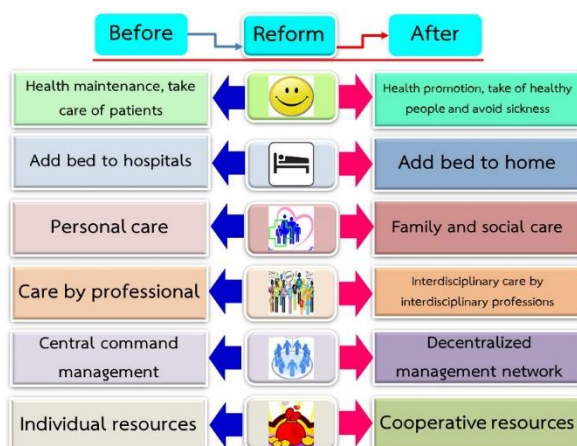 Before
Reform
After
Health maintenance, take
care of patients
Health promotion, take of healthy
people and avoid sickness
Add bed to hospitals
Add bed to home
Personal care
Family and social care
Care by professional
Interdisciplinary care by
interdisciplinary professions
Central command
management
Decentralized
management network
Individual resources
Cooperative resources